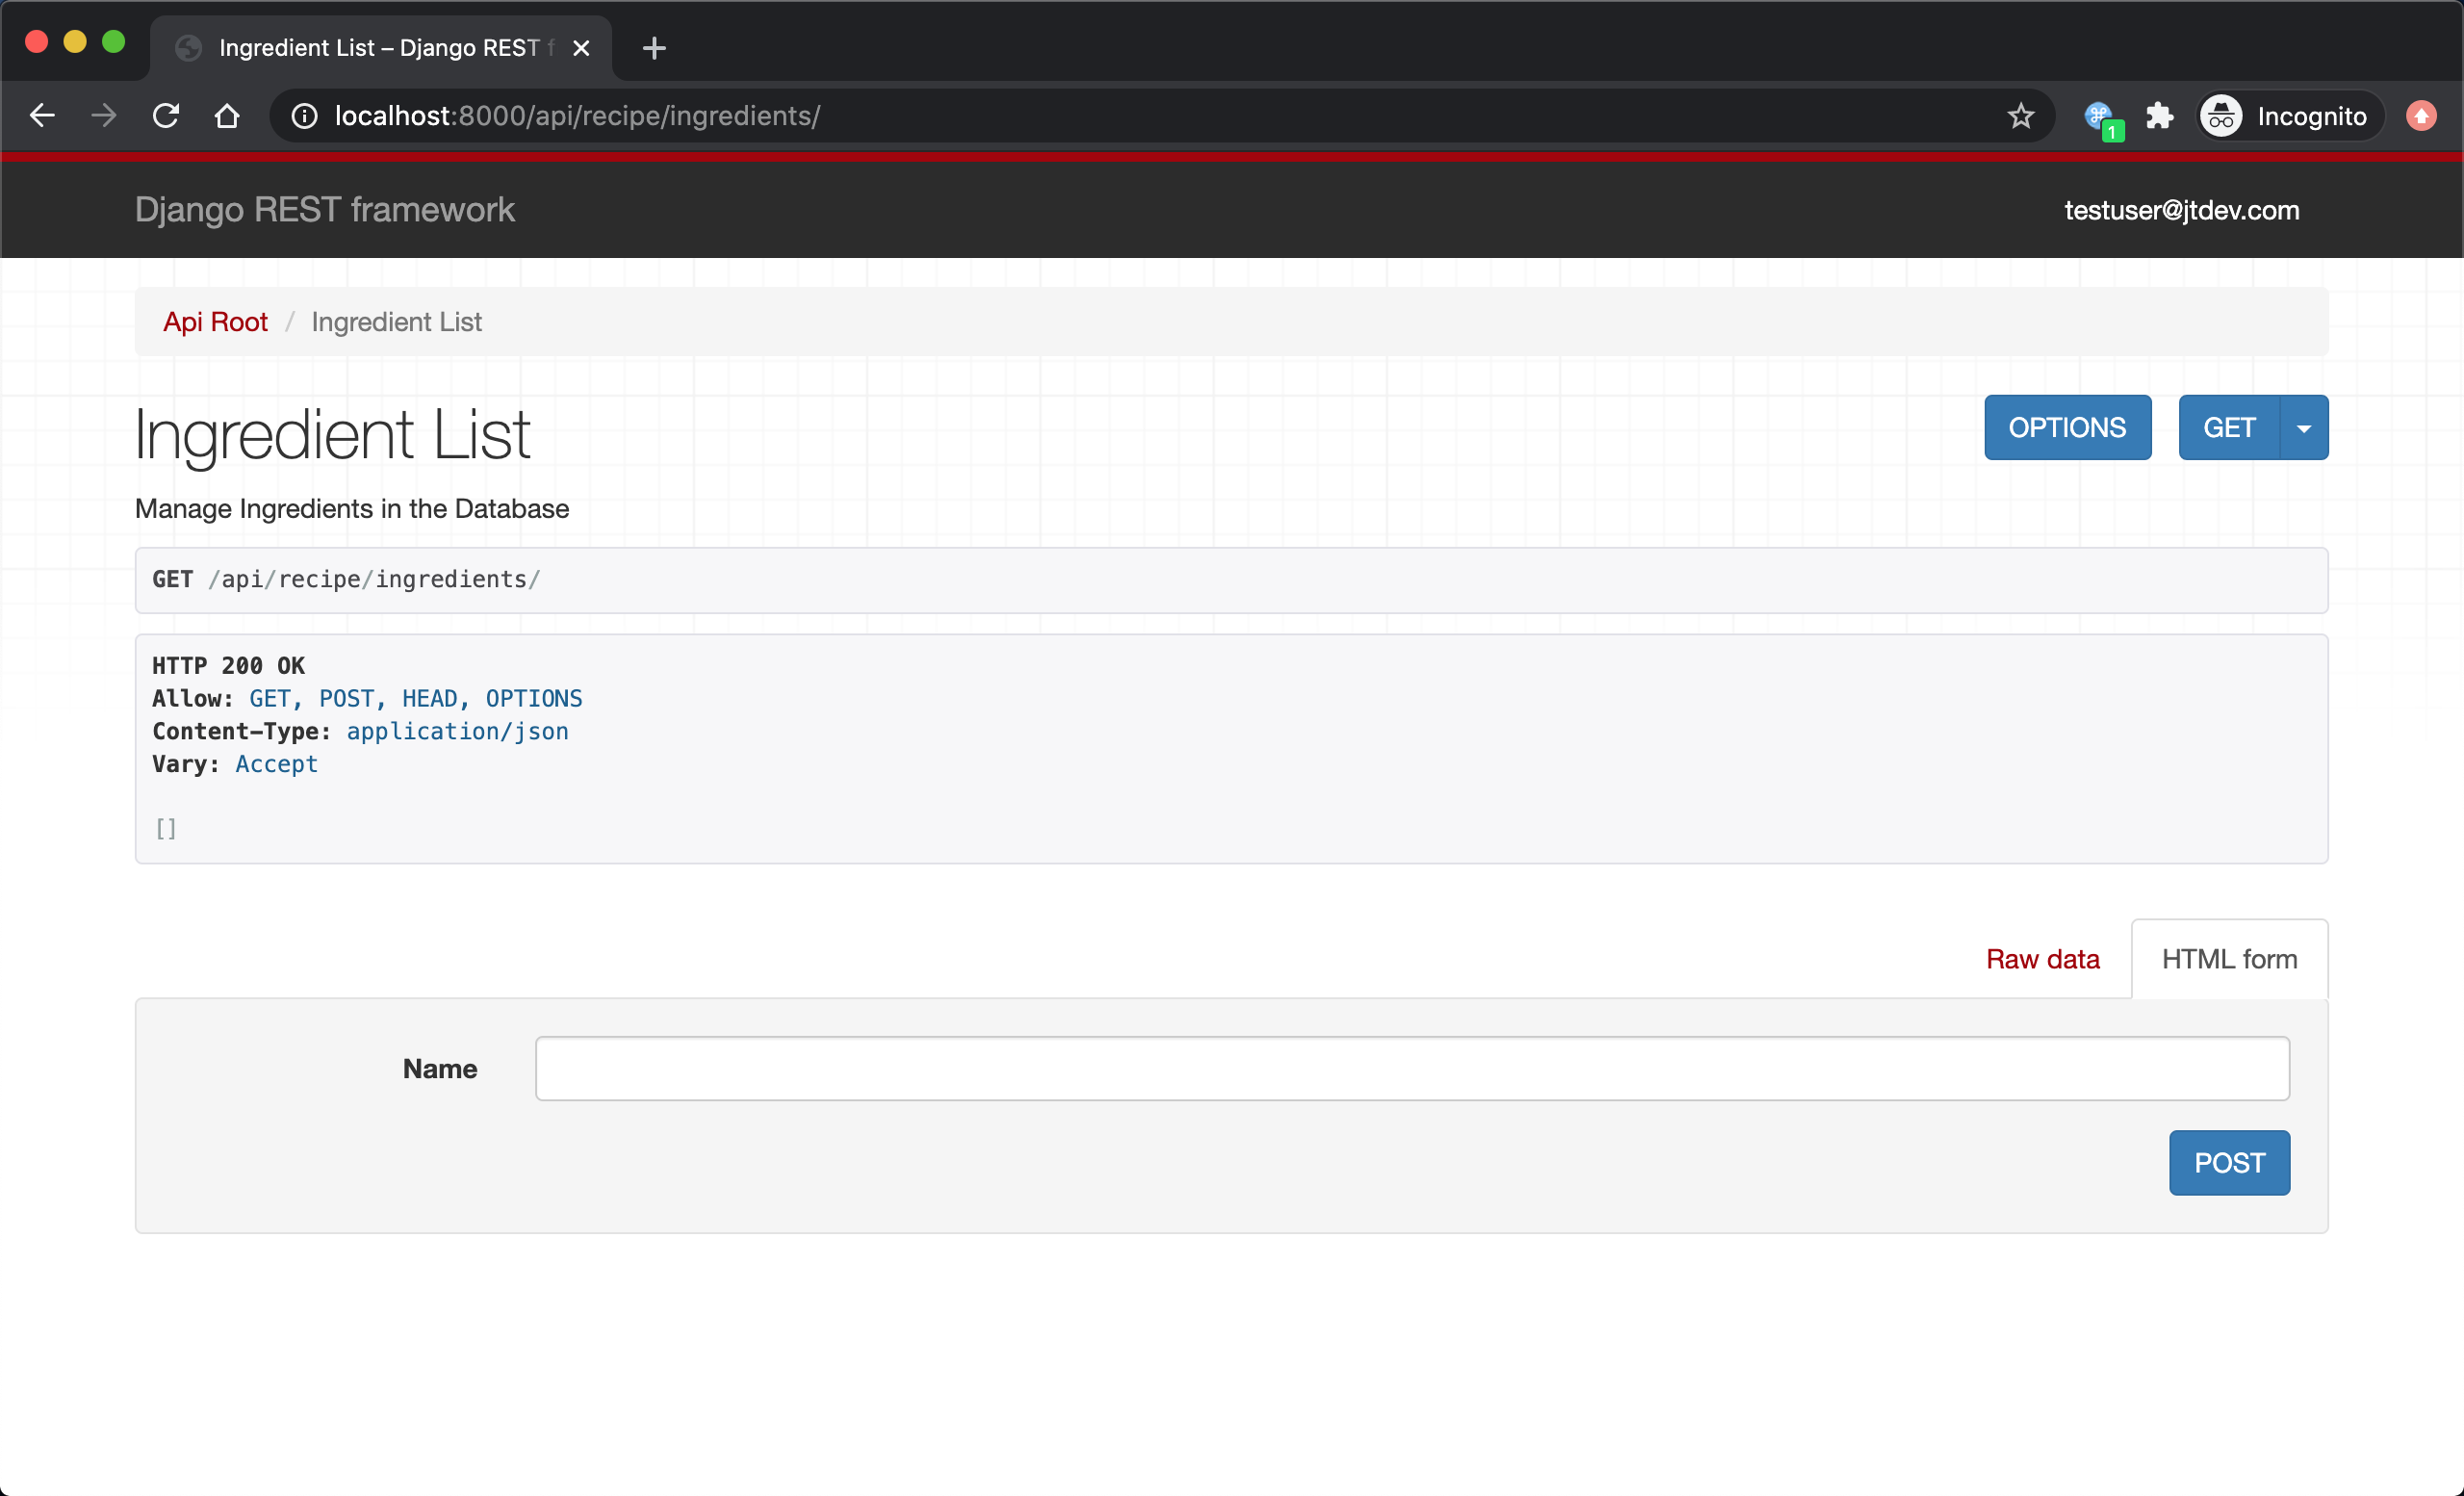 Ingredient List – Django REST f
localhost:8000/api/recipe/ingredients/
1
Incognito
Django REST framework
testuser@jtdev.com
Api Root / Ingredient List
Ingredient List
OPTIONS
GET
Manage Ingredients in the Database
GET /api/recipe/ingredients/
HTTP 200 OK
Allow: GET, POST, HEAD, OPTIONS
Content-Type: application/json
Vary: Accept
[]
Raw data
HTML form
Name
POST